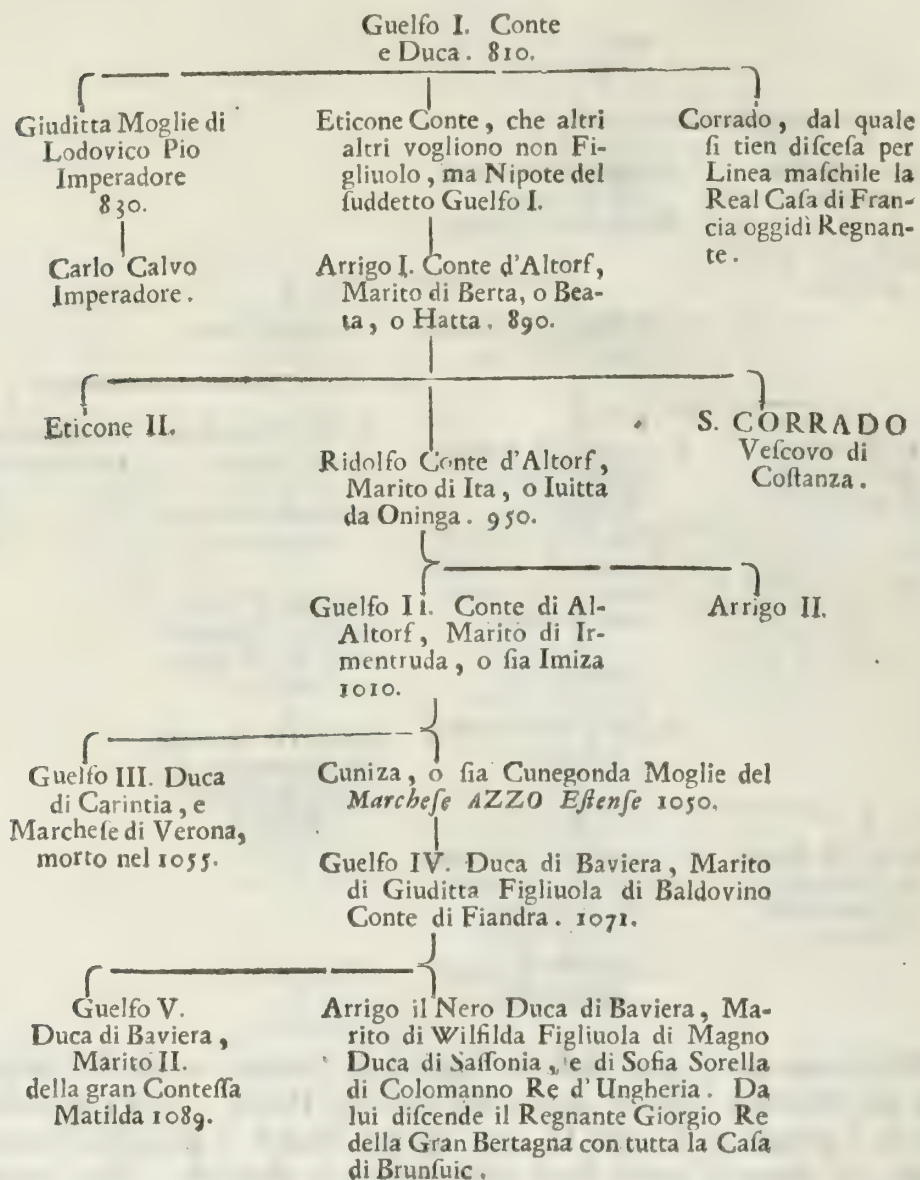 Guelfo I. Conte
e Duca. 810.
Giuditta Moglie di
Lodovico Pio
Imperadore
830.
Carlo Calvo
Imperadore.
Eticone Conte, che altri
altri vogliono non Fi-
gliuolo, ma Nipote del
ſuddetto Guelfo I.
Corrado, dal quale
ſi tien diſceſa per
Linea maſchile la
Real Caſa di Fran-
cia oggidì Regnan-
te.
Arrigo I. Conte d'Altorf,
Marito di Berta, o Bea-
ta, o Hatta. 890.
Eticone II.
Ridolfo Conte d'Altorf,
Marito di Ita, o Iuitta
da Oninga. 950.
S. CORRADO
Veſcovo di
Coſtanza.
Guelfo Ii. Conte di Al-
Altorf, Marito di Ir-
mentruda, o ſia Imiza
1010.
Arrigo II.
Guelfo III. Duca
di Carintia, e
Marcheſe di Verona,
morto nel 1055.
Cuniza, o ſia Cunegonda Moglie del
Marcheſe AZZO Eſtenſe 1050.
Guelfo IV. Duca di Baviera, Marito
di Giuditta Figliuola di Baldovino
Conte di Fiandra. 1071.
Guelfo V.
Duca di Baviera,
Marito II.
della gran Conteſſa
Matilda 1089.
Arrigo il Nero Duca di Baviera, Ma-
rito di Wilfilda Figliuola di Magno
Duca di Saſſonia, e di Sofia Sorella
di Colomanno Re d'Ungheria. Da
lui diſcende il Regnante Giorgio Re
della Gran Bertagna con tutta la Caſa
di Brunſuic.